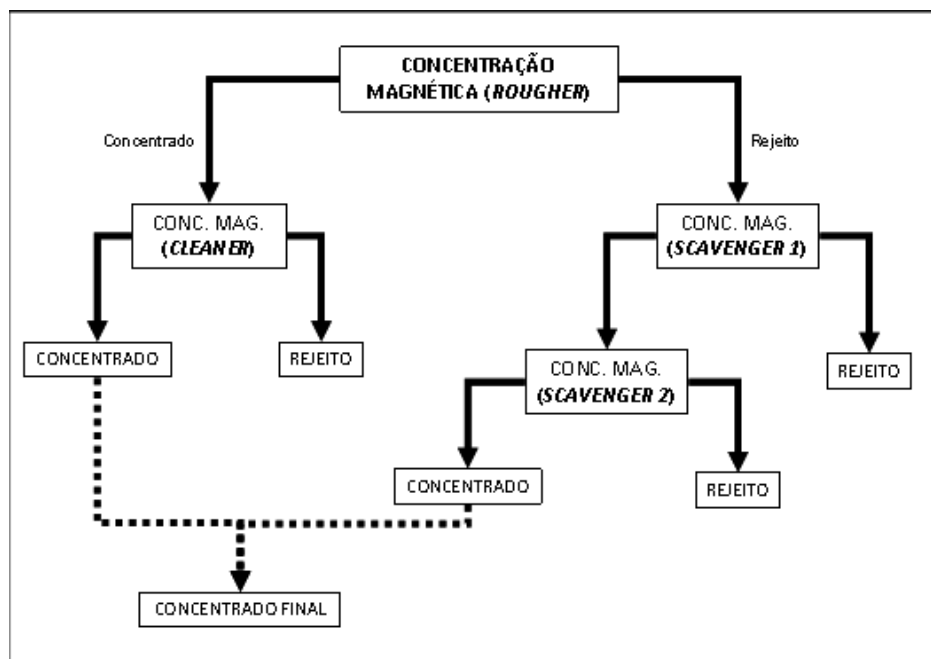 CONCENTRAÇÃO
MAGNÉTICA (ROUGHER)
Concentrado
Rejeito
CONC. MAG.
(CLEANER)
CONC. MAG.
(SCAVENGER 1)
CONCENTRADO
REJEITO
CONC. MAG.
(SCAVENGER 2)
REJEITO
CONCENTRADO
REJEITO
CONCENTRADO FINAL